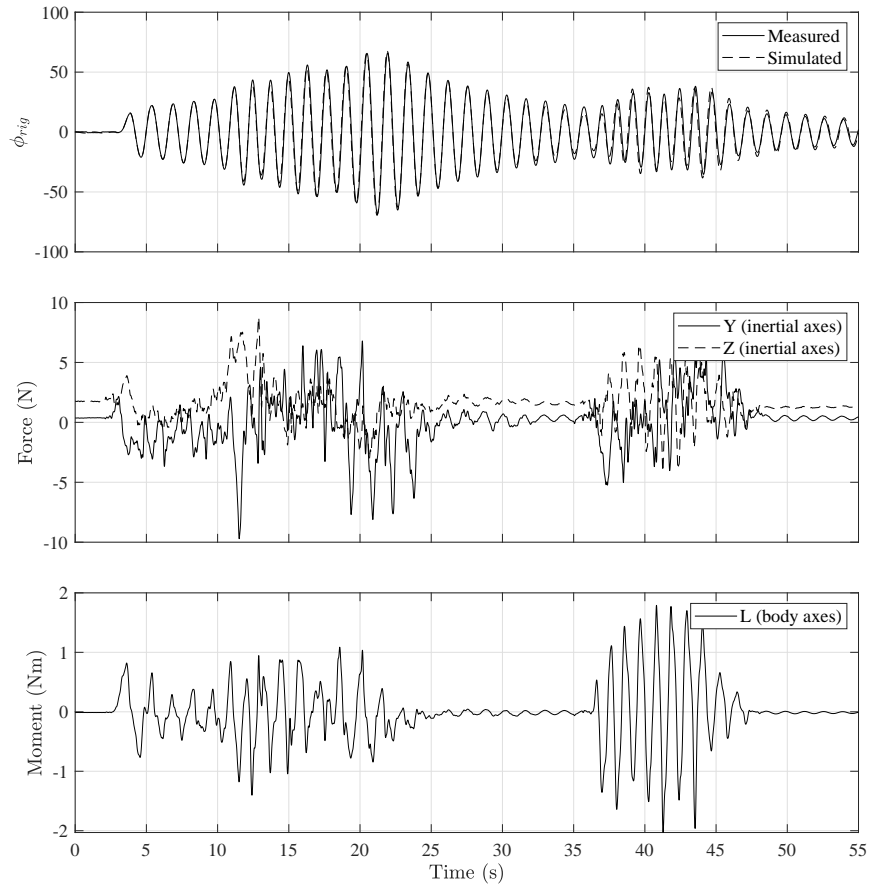 100
50
0
-50
-100
ϕrig
Measured
Simulated
10
5
0
-5
-10
Force (N)
Y (inertial axes)
Z (inertial axes)
2
1
0
-1
-2
Moment (Nm)
L (body axes)
0 5 10 15 20 25 30 35 40 45 50 55
Time (s)